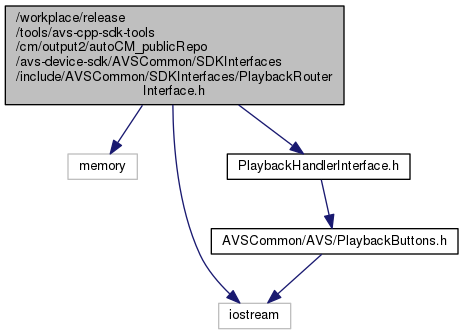 /workplace/release
/tools/avs-cpp-sdk-tools
/cm/output2/autoCM_publicRepo
/avs-device-sdk/AVSCommon/SDKInterfaces
/include/AVSCommon/SDKInterfaces/PlaybackRouter
Interface.h
memory
PlaybackHandlerInterface.h
AVSCommon/AVS/PlaybackButtons.h
iostream